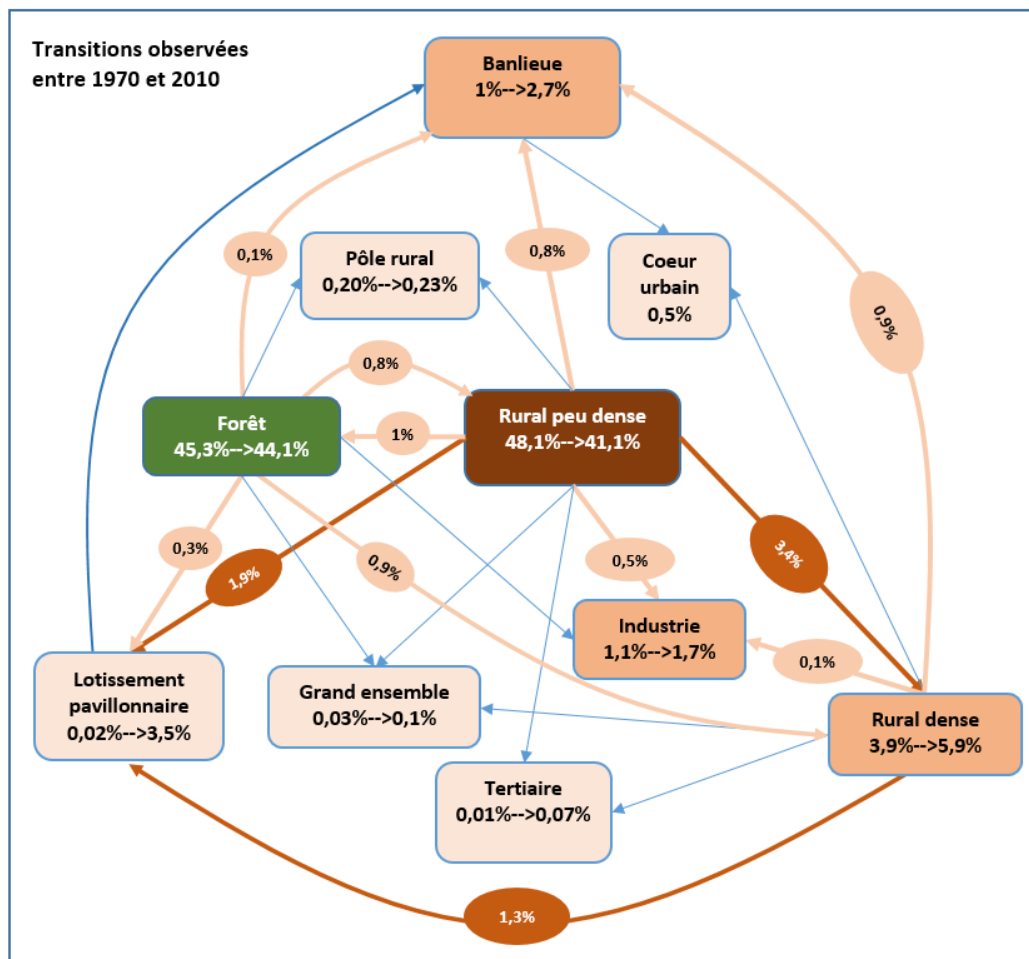 Transitions observées
entre 1970 et 2010
Banlieue
1%-->2,7%
0,1%
Pôle rural
0,20%-->0,23%
0,8%
Coeur
urbain
0,5%
0,9%
0,8%
Forêt
45,3%-->44,1%
1%
Rural peu dense
48,1%-->41,1%
0,3%
1,9%
0,9%
0,5%
3,4%
Industrie
1,1%-->1,7%
0,1%
Lotissement
pavillonnaire
0,02%-->3,5%
Grand ensemble
0,03%-->0,1%
Rural dense
3,9%-->5,9%
Tertiaire
0,01%-->0,07%
1,3%